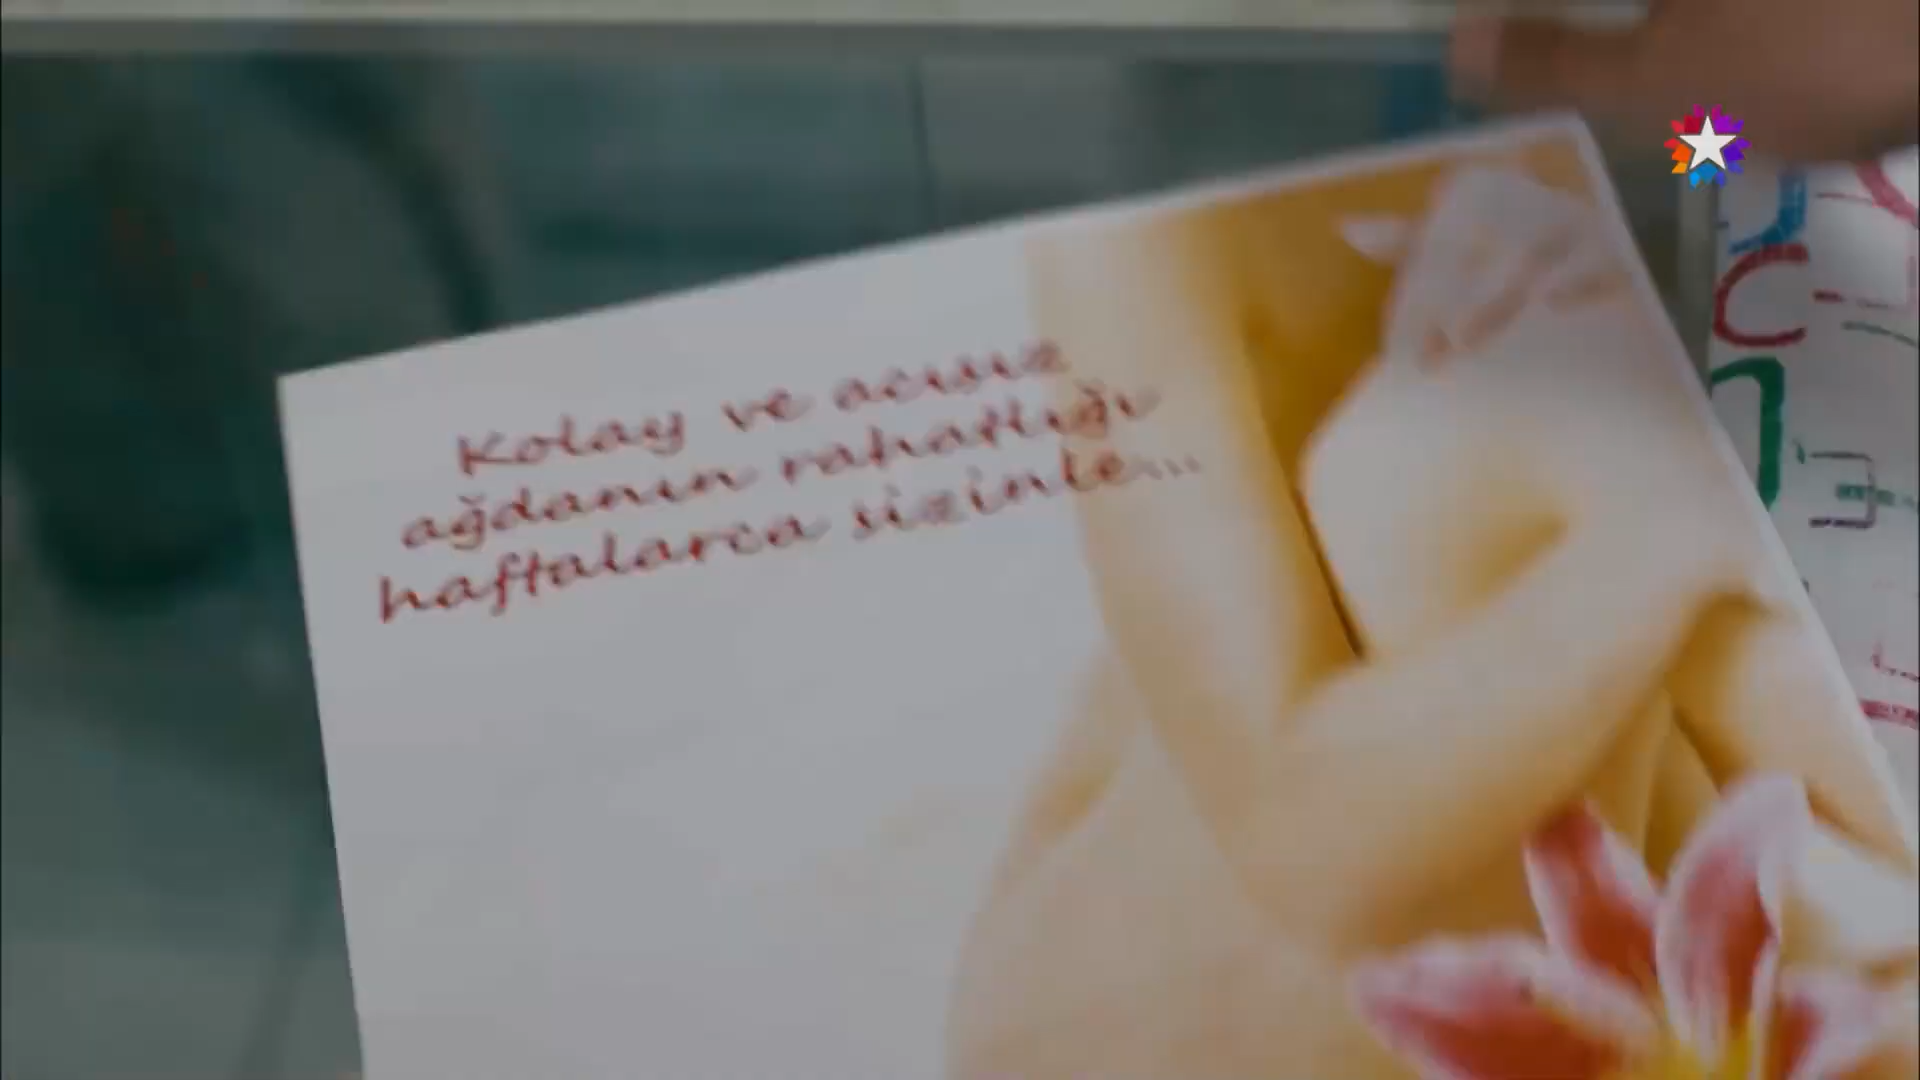 Kolay ve acısız
ağdanın rahatlığı
haftalarca sizinle...